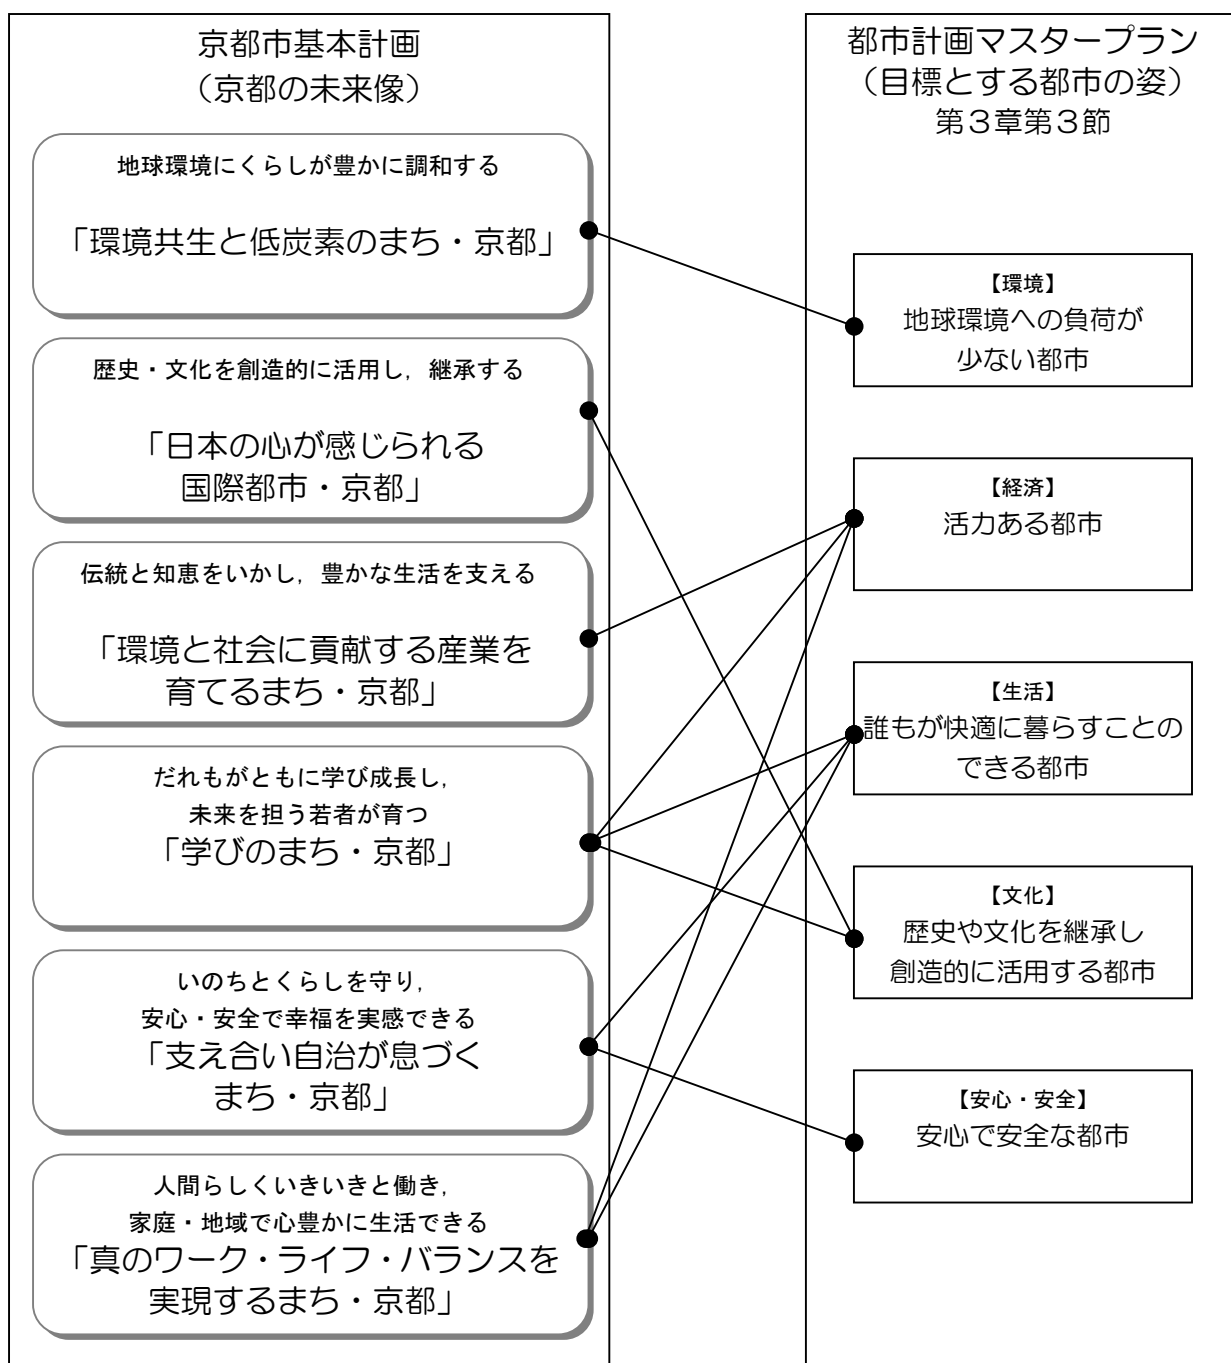 京都市基本計画
（京都の未来像）
地球環境にくらしが豊かに調和する
「環境共生と低炭素のまち・京都」
歴史・文化を創造的に活用し，継承する
「日本の心が感じられる
国際都市・京都」
伝統と知恵をいかし，豊かな生活を支える
「環境と社会に貢献する産業を
育てるまち・京都」
だれもがともに学び成長し，
未来を担う若者が育つ
「学びのまち・京都」
いのちとくらしを守り，
安心・安全で幸福を実感できる
「支え合い自治が息づく
まち・京都」
人間らしくいきいきと働き，
家庭・地域で心豊かに生活できる
「真のワーク・ライフ・バランスを
実現するまち・京都」
都市計画マスタープラン
（目標とする都市の姿）
第３章第３節
【環境】
地球環境への負荷が
少ない都市
【経済】
活力ある都市
【生活】
誰もが快適に暮らすことの
できる都市
【文化】
歴史や文化を継承し
創造的に活用する都市
【安心・安全】
安心で安全な都市